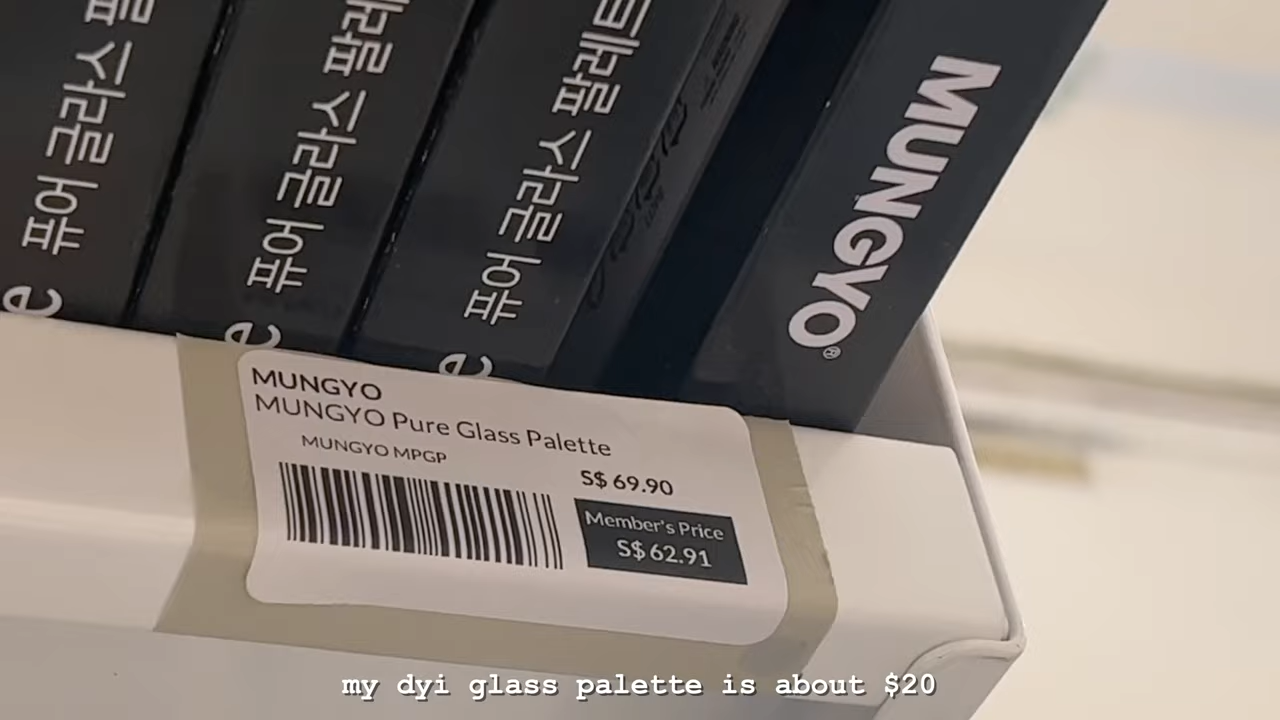 퓨어 글라스 팔
퓨어 글라스 팔레
퓨어 글라스 팔레트
MUNGYO®
MUNGYO
MUNGYO Pure Glass Palette
MUNGYO MPGP
S$ 69.90
Member's Price
S$ 62.91
my dyi glass palette is about $20